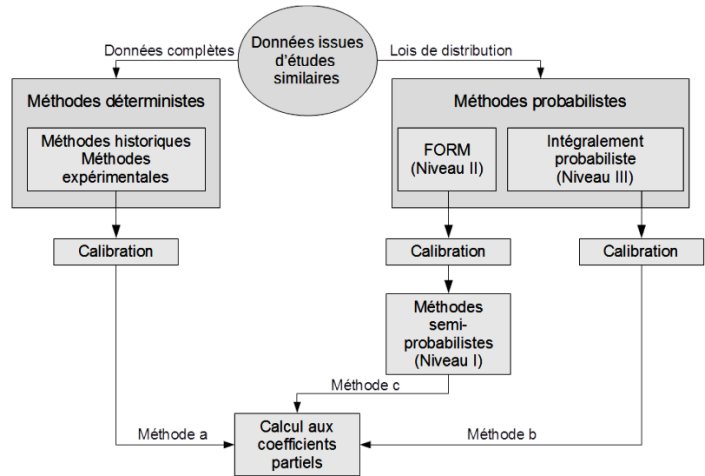 Données complètes
Données issues
d'études
similaires
Lois de distribution
Méthodes déterministes
Méthodes historiques
Méthodes
expérimentales
Méthodes probabilistes
FORM
(Niveau II)
Intégralement
probabiliste
(Niveau III)
Calibration
Calibration
Calibration
Méthodes
semi-
probabilistes
(Niveau I)
Méthode c
Méthode a
Calcul aux
coefficients
partiels
Méthode b